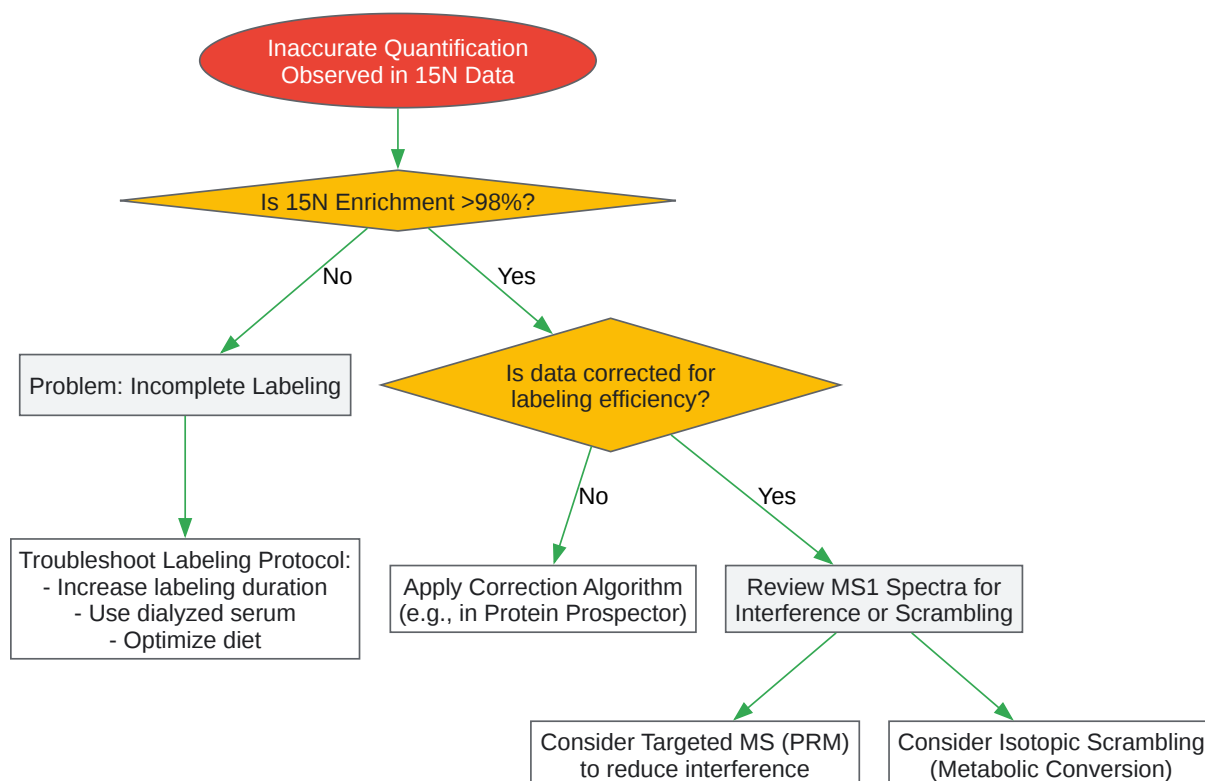 Inaccurate Quantification
Observed in 15N Data
Is 15N Enrichment >98%?
No
Yes
Problem: Incomplete Labeling
Is data corrected for
labeling efficiency?
No
Yes
Troubleshoot Labeling Protocol:
- Increase labeling duration
- Use dialyzed serum
- Optimize diet
Apply Correction Algorithm
(e.g., in Protein Prospector)
Review MS1 Spectra for
Interference or Scrambling
Consider Targeted MS (PRM)
to reduce interference
Consider Isotopic Scrambling
(Metabolic Conversion)